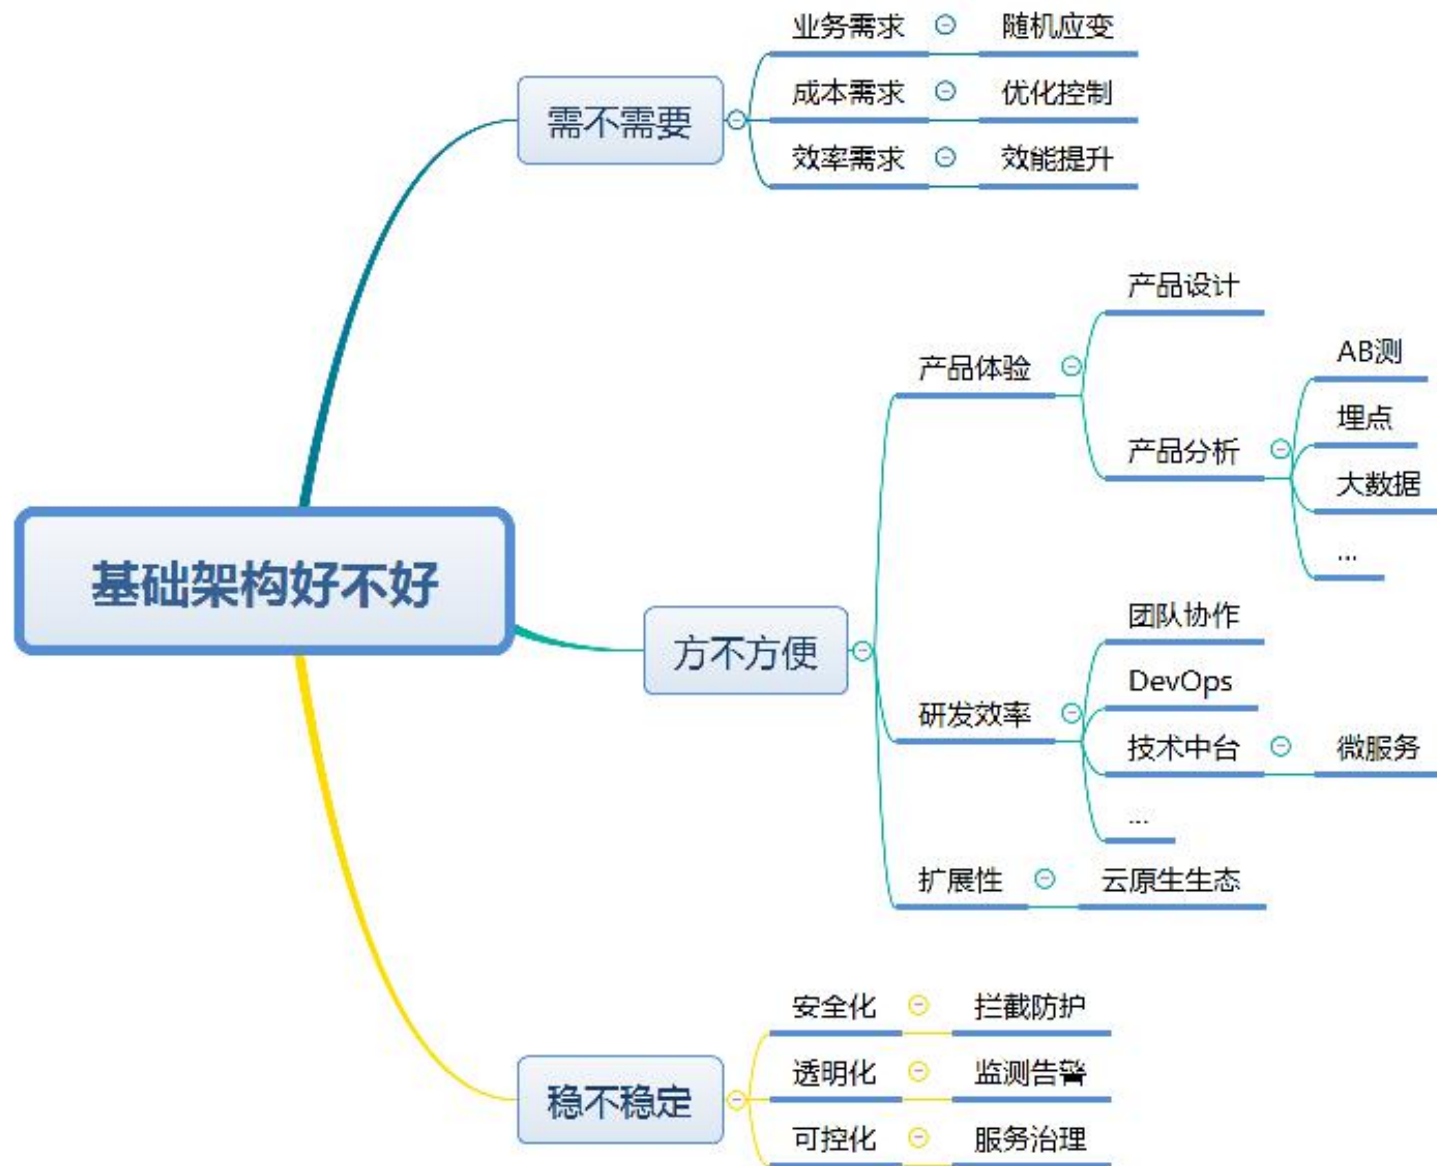 基础架构好不好
需不需要
业务需求
随机应变
成本需求
优化控制
效率需求
效能提升
方不方便
产品体验
产品设计
产品分析
AB测
埋点
大数据
...
研发效率
团队协作
DevOps
技术中台
微服务
...
扩展性
云原生生态
稳不稳定
安全化
拦截防护
透明化
监测告警
可控化
服务治理